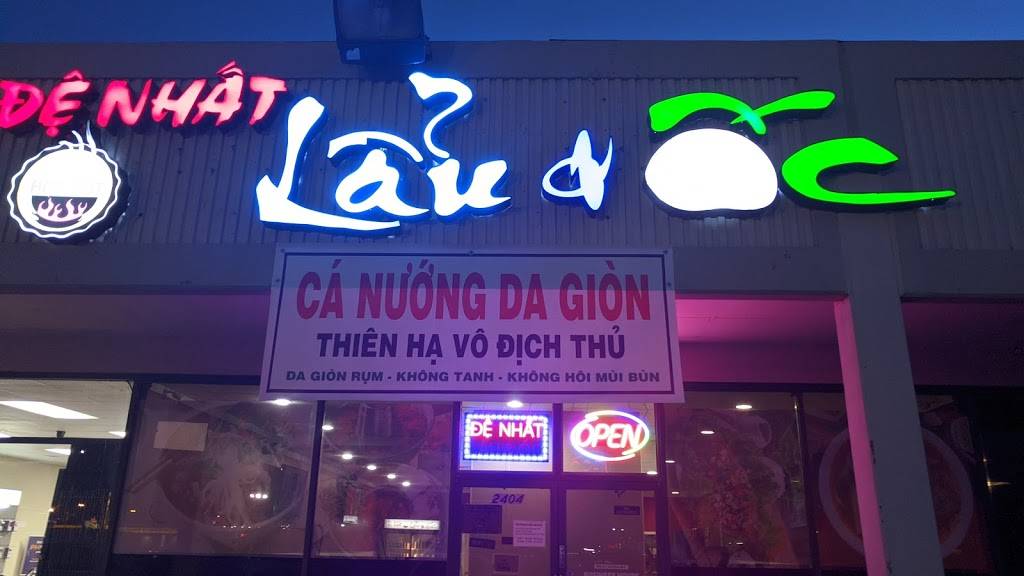 ĐỆ NHẤT
Lẩu & Ốc
CÁ NƯỚNG DA GIÒN
THIÊN HẠ VÔ ĐỊCH THỦ
DA GIÒN RỤM - KHÔNG TANH - KHÔNG HÔI MÙI BÙN
ĐỆ NHẤT
OPEN
2404